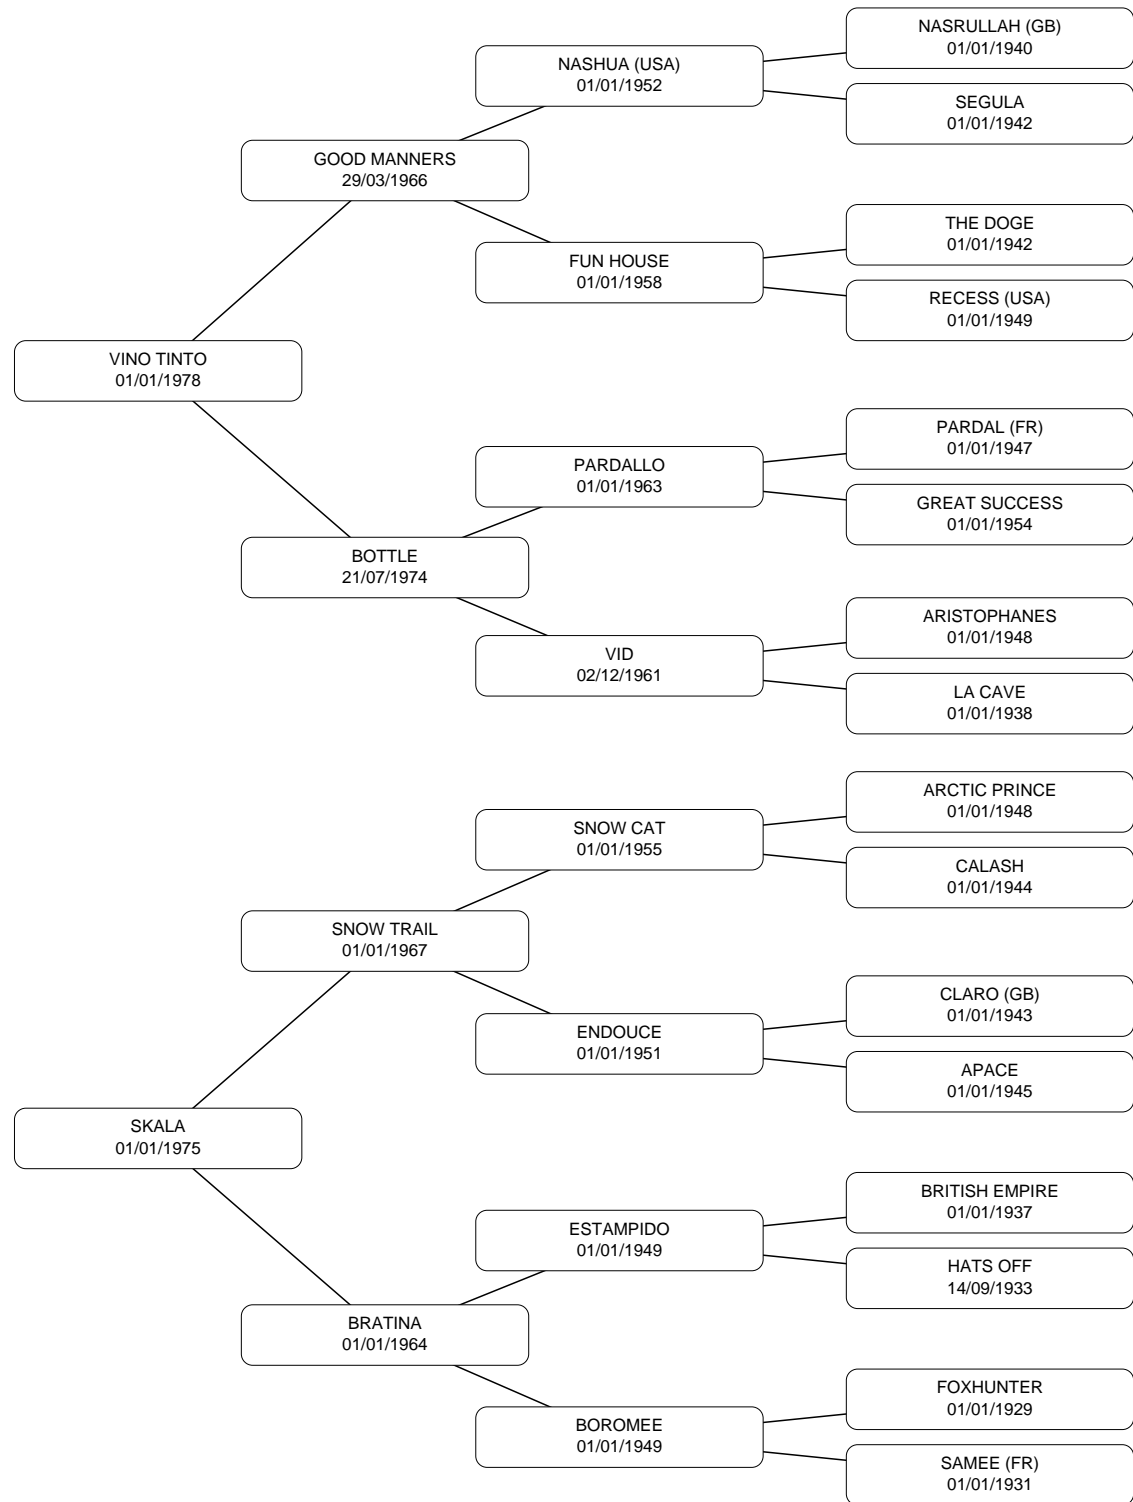 NASRULLAH (GB)
01/01/1940
NASHUA (USA)
01/01/1952
SEGULA
01/01/1942
GOOD MANNERS
29/03/1966
THE DOGE
01/01/1942
FUN HOUSE
01/01/1958
RECESS (USA)
01/01/1949
VINO TINTO
01/01/1978
PARDAL (FR)
01/01/1947
PARDALLO
01/01/1963
GREAT SUCCESS
01/01/1954
BOTTLE
21/07/1974
ARISTOPHANES
01/01/1948
VID
02/12/1961
LA CAVE
01/01/1938
ARCTIC PRINCE
01/01/1948
SNOW CAT
01/01/1955
CALASH
01/01/1944
SNOW TRAIL
01/01/1967
CLARO (GB)
01/01/1943
ENDOUCE
01/01/1951
APACE
01/01/1945
SKALA
01/01/1975
BRITISH EMPIRE
01/01/1937
ESTAMPIDO
01/01/1949
HATS OFF
14/09/1933
BRATINA
01/01/1964
FOXHUNTER
01/01/1929
BOROMEE
01/01/1949
SAMEE (FR)
01/01/1931